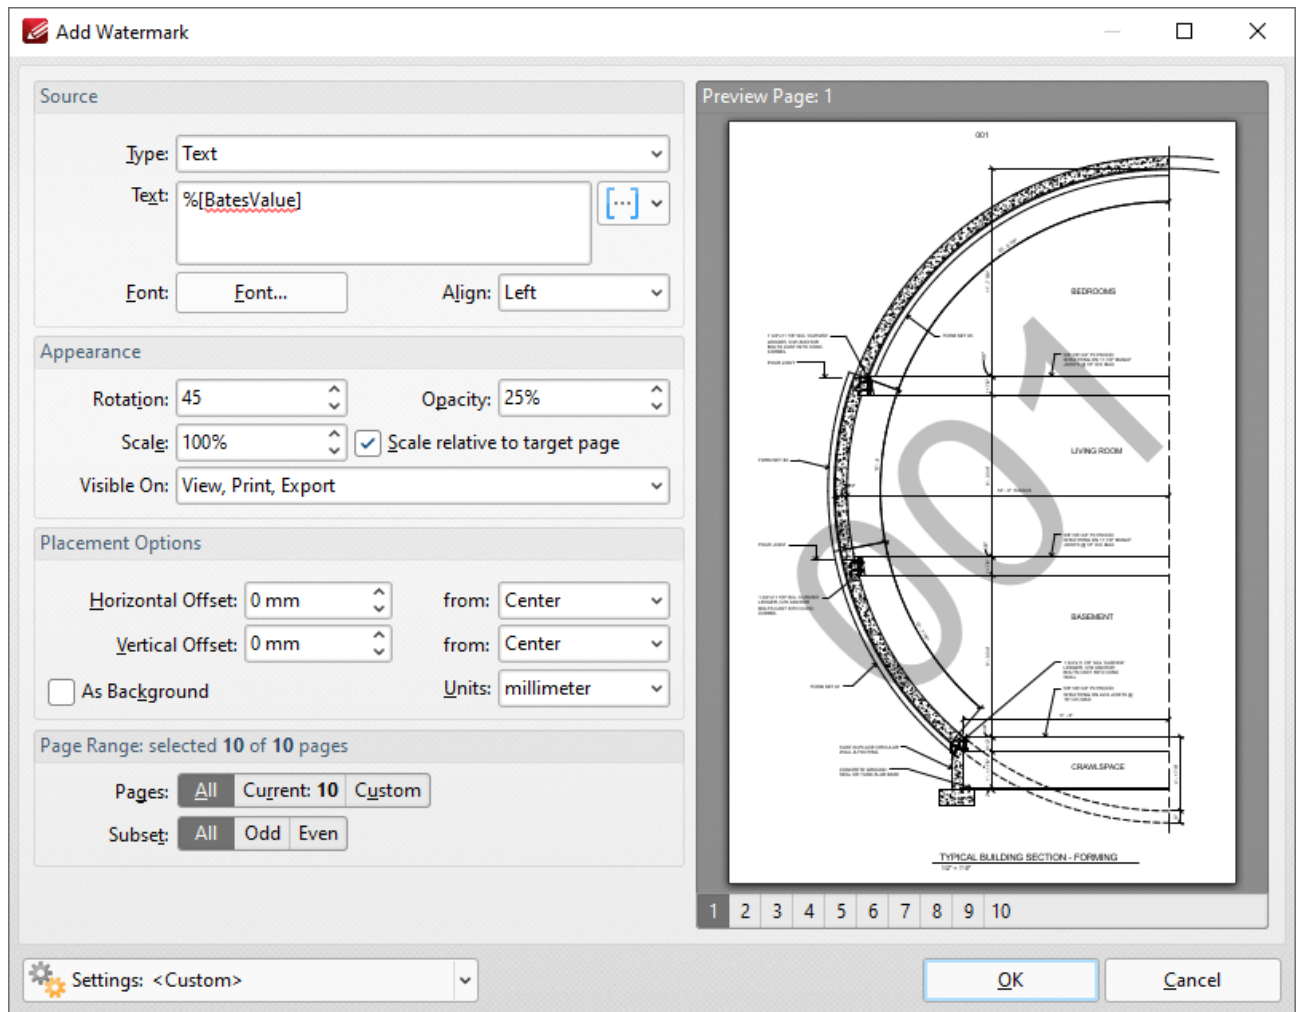 Add Watermark
Source
Type: Text
Text: %[BatesValue]
Font: Font... Align: Left
Appearance
Rotation: 45 Opacity: 25%
Scale: 100% Scale relative to target page
Visible On: View, Print, Export
Placement Options
Horizontal Offset: 0 mm from: Center
Vertical Offset: 0 mm from: Center
As Background Units: millimeter
Page Range: selected 10 of 10 pages
Pages: All Current: 10 Custom
Subset: All Odd Even
Preview Page: 1
001
BEDROOMS
LIVING ROOM
001
BASEMENT
CRAWLSPACE
TYPICAL BUILDING SECTION - FORMING
1 2 3 4 5 6 7 8 9 10
Settings: <Custom>
OK Cancel